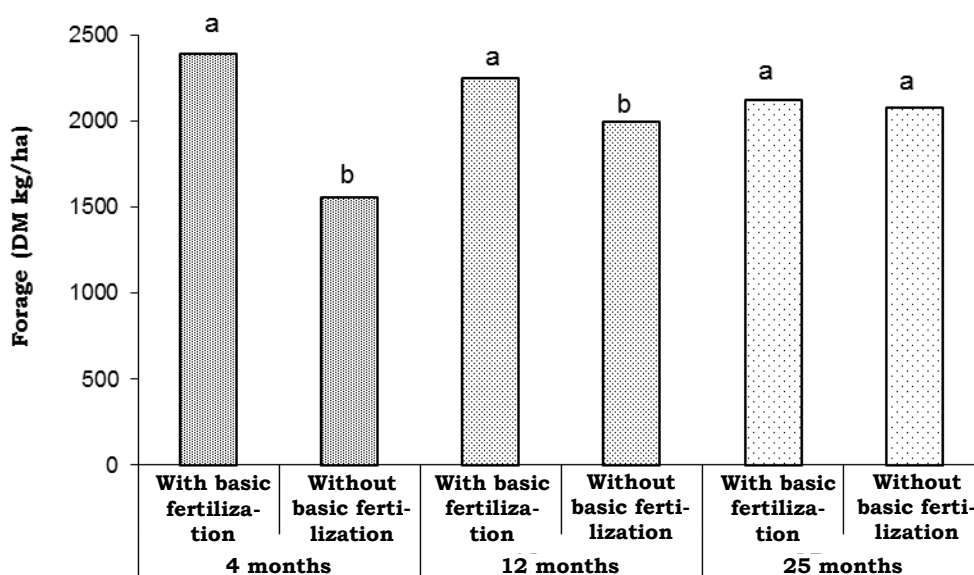 Forage (DM kg/ha)
2500
2000
1500
1000
500
0
a
b
a
b
a
a
With basic
fertiliza-
tion
Without
basic ferti-
lization
With basic
fertiliza-
tion
Without
basic ferti-
lization
With basic
fertiliza-
tion
Without
basic ferti-
lization
4 months
12 months
25 months